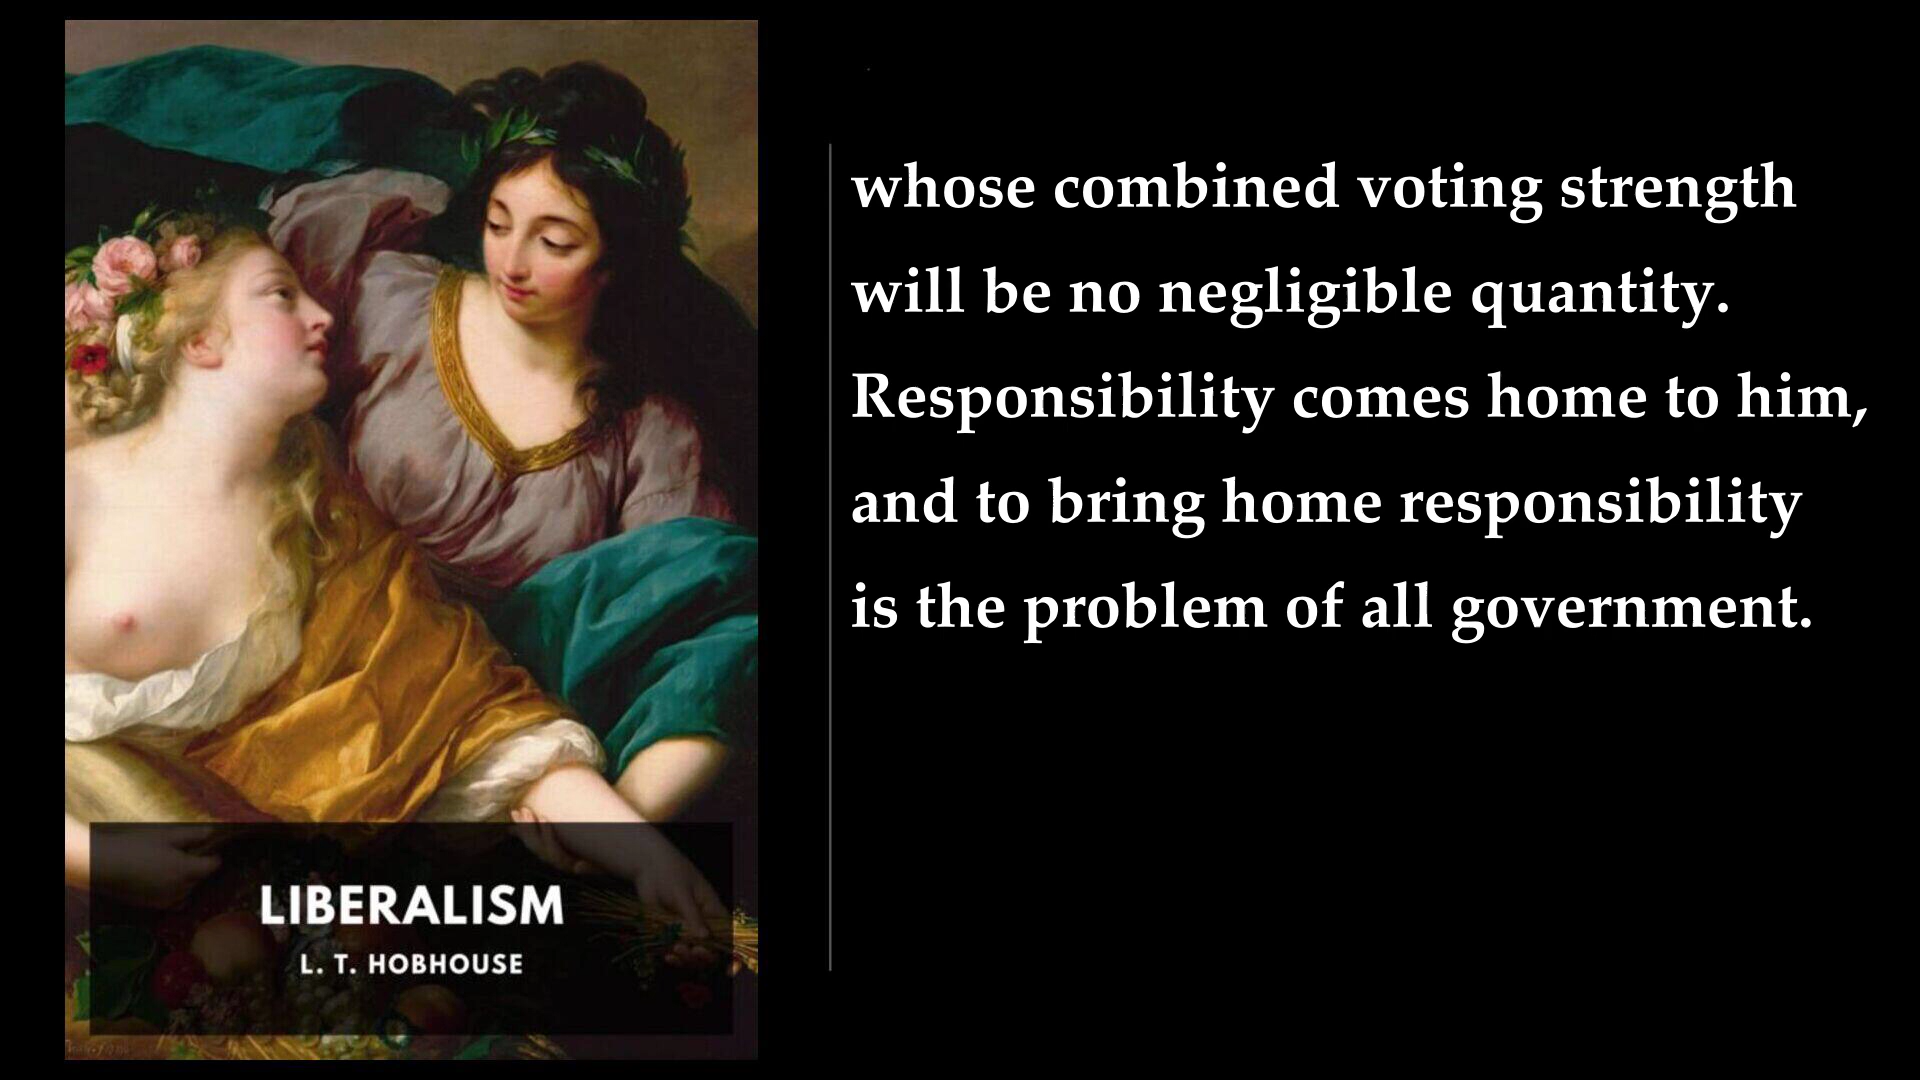 whose combined voting strength
will be no negligible quantity.
Responsibility comes home to him,
and to bring home responsibility
is the problem of all government.
LIBERALISM
L. T. HOBHOUSE